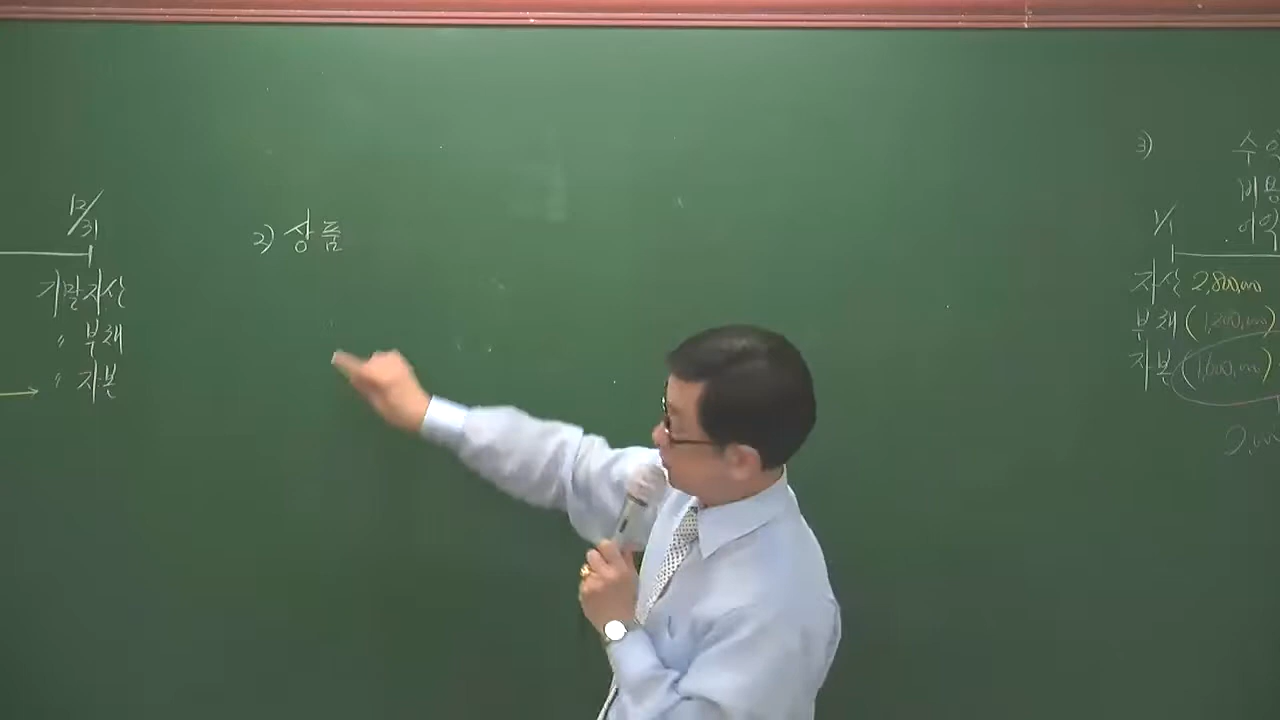 12/31
기말자산
〃 부채
〃 자본
2) 상품
3) 수익
비용
1/1 이익
자산 2,800,000
부채 (1,200,000)
자본 (1,600,000)